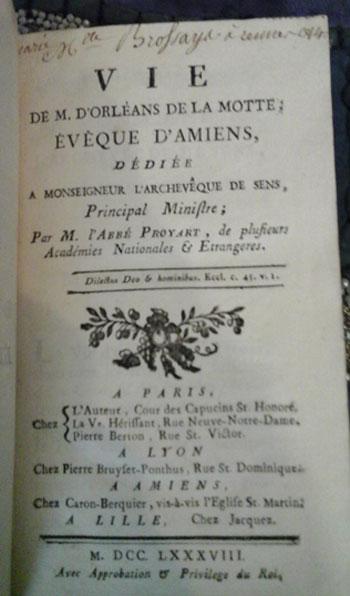 de Brossays à rennes
VIE
DE M. D'ORLÉANS DE LA MOTTE;
ÉVÊQUE D'AMIENS,
DÉDIÉE
A MONSEIGNEUR L'ARCHEVÊQUE DE SENS,
Principal Miniſtre;
Par M. l'ABBÉ PROYART, de pluſieurs
Académies Nationales & Etrangeres.
Dilectus Deo & hominibus. Eccl. c. 45. v. 1.
A PARIS,
Chez { L'Auteur, Cour des Capucins St. Honoré,
La Ve. Hériſſant, Rue Neuve-Notre-Dame,
Pierre Berton, Rue St. Victor.
A LYON
Chez Pierre Bruyſet-Ponthus, Rue St. Dominique.
A AMIENS,
Chez Caron-Berquier, vis-à-vis l'Egliſe St. Martin;
A LILLE, Chez Jacquez.
M. DCC. LXXXVIII.
Avec Approbation & Privilege du Roi,